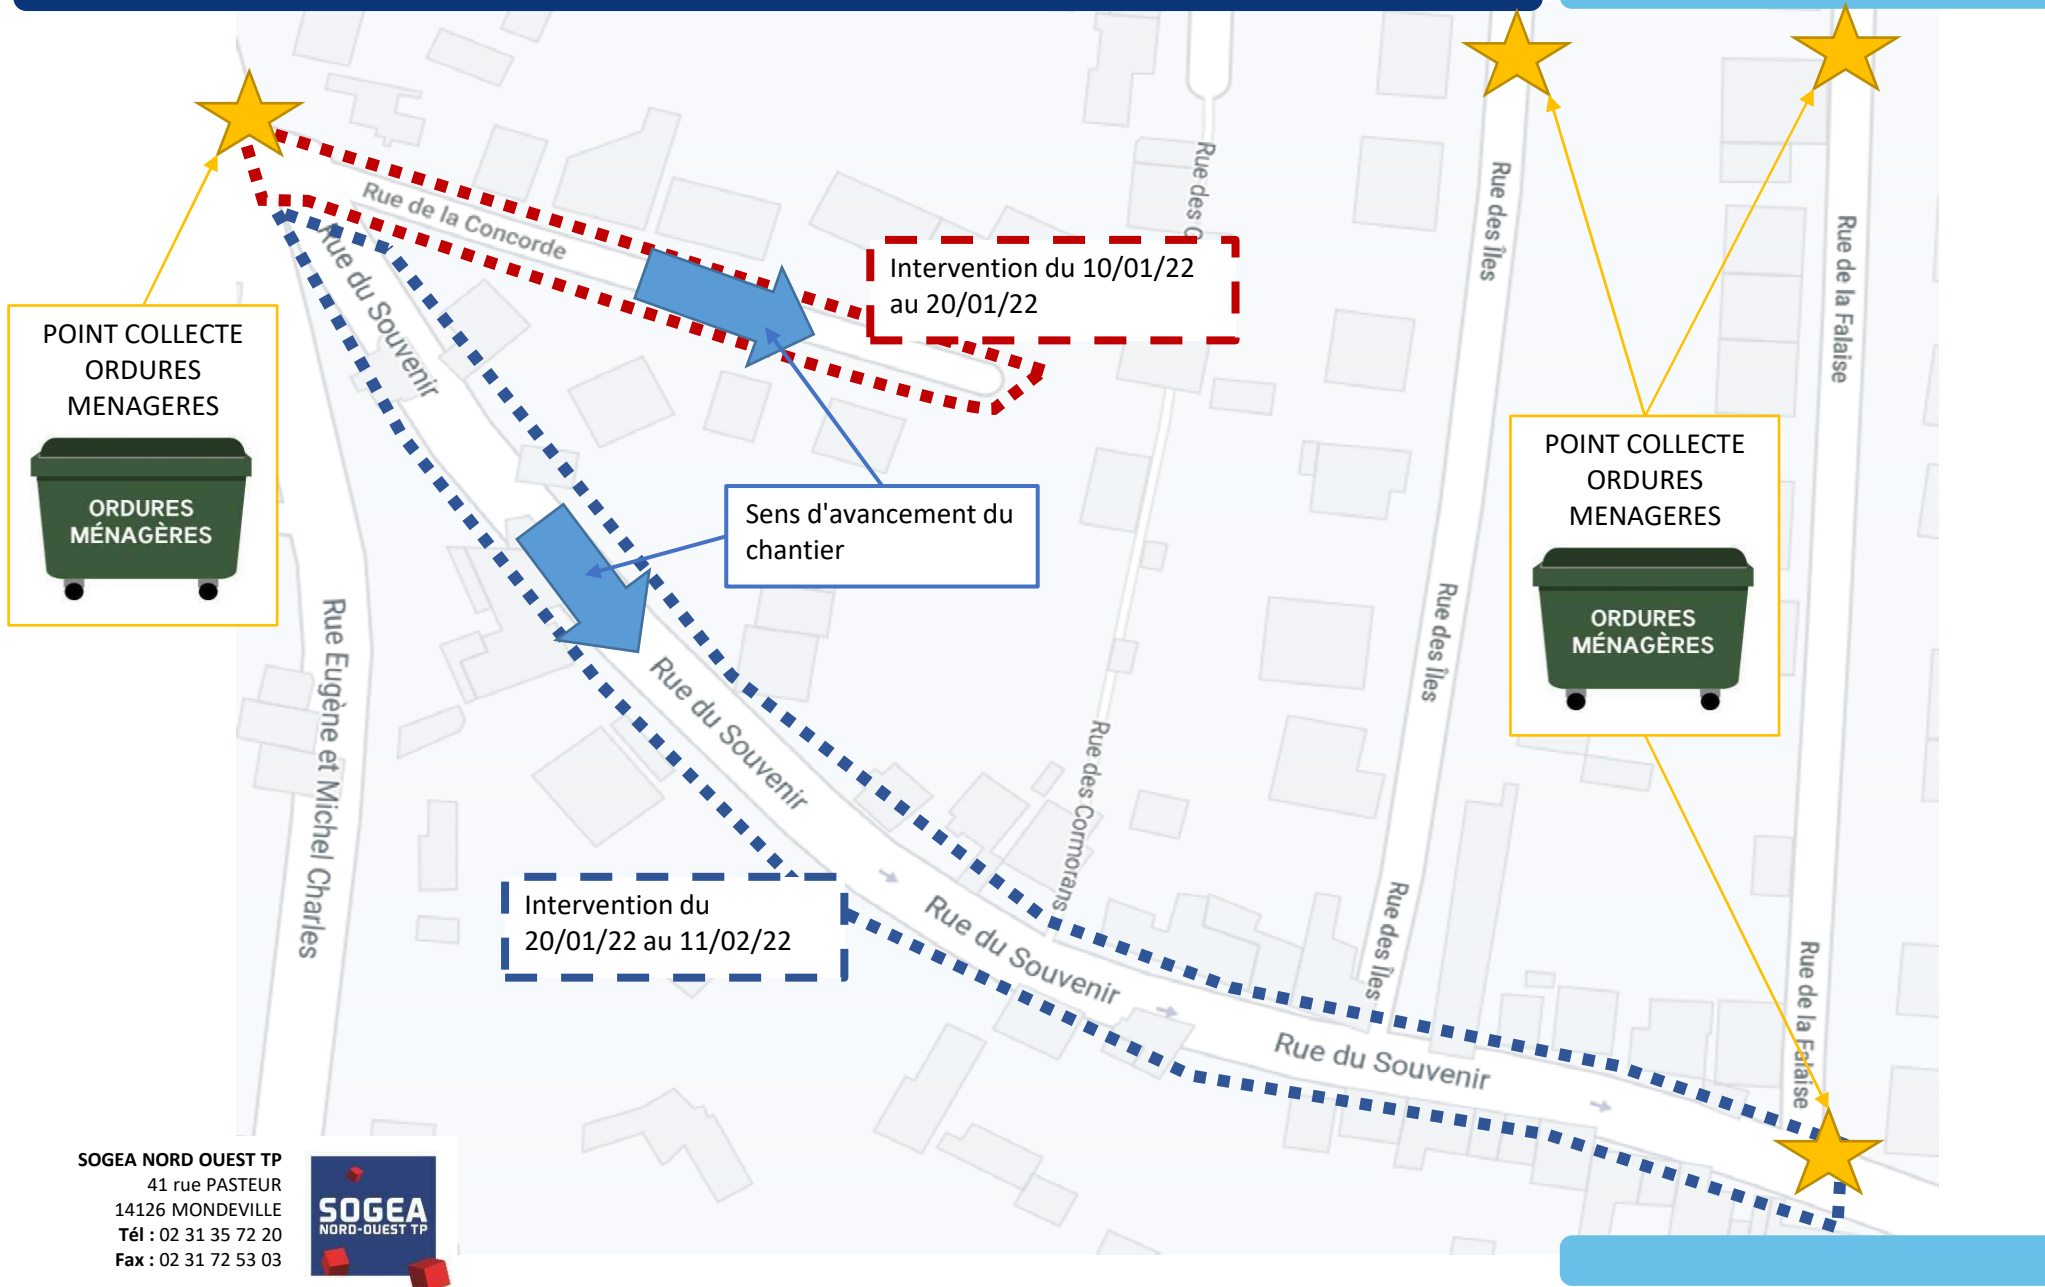 Rue de la Concorde
Rue des C
Rue des Îles
Rue de la Falaise
Intervention du 10/01/22
au 20/01/22
Rue du Souvenir
POINT COLLECTE
ORDURES
MENAGERES
ORDURES
MÉNAGÈRES
POINT COLLECTE
ORDURES
MENAGERES
ORDURES
MÉNAGÈRES
Sens d'avancement du
chantier
Rue des Îles
Rue Eugène et Michel Charles
Rue du Souvenir
Rue des Cormorans
Intervention du
20/01/22 au 11/02/22
Rue du Souvenir
Rue des Îles
Rue de la Falaise
Rue du Souvenir
SOGEA NORD OUEST TP
41 rue PASTEUR
14126 MONDEVILLE
Tél : 02 31 35 72 20
Fax : 02 31 72 53 03
SOGEA
NORD-OUEST TP